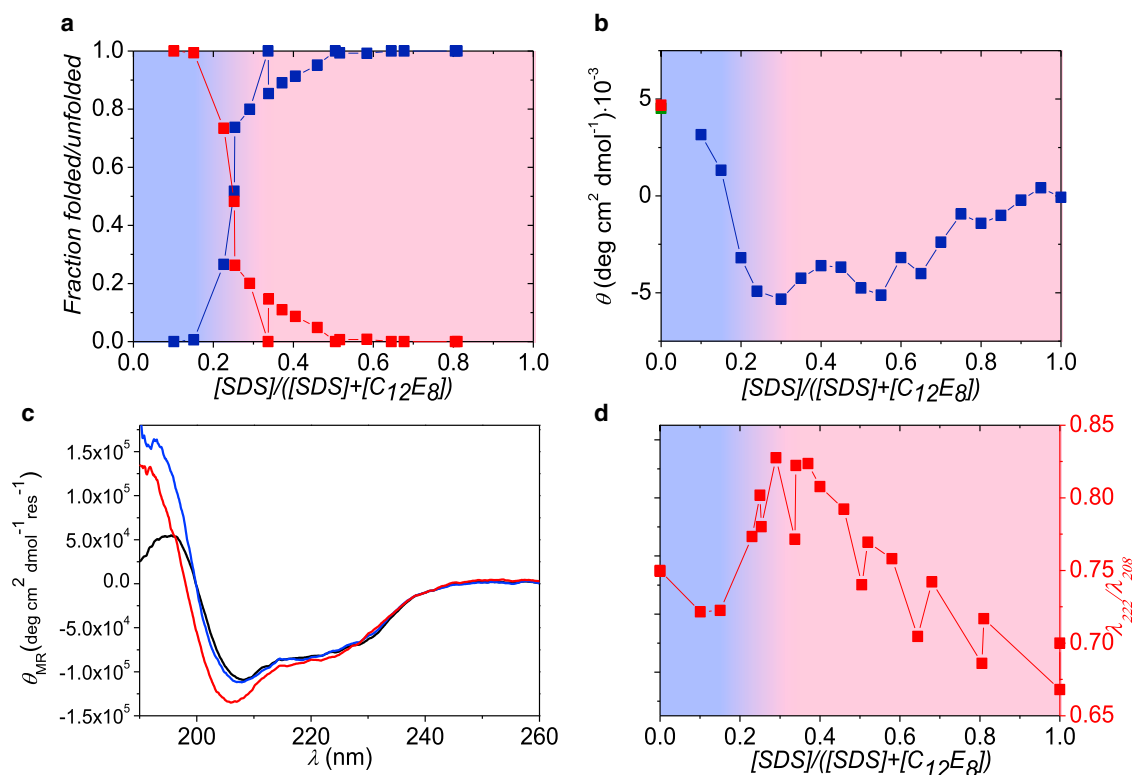 a
1.0
0.8
0.6
0.4
0.2
0.0
Fraction folded/unfolded
0.0 0.2 0.4 0.6 0.8 1.0
[SDS]/([SDS]+[C12E8])
b
5
0
-5
θ (deg cm² dmol⁻¹)·10⁻³
0.0 0.2 0.4 0.6 0.8 1.0
[SDS]/([SDS]+[C12E8])
c
1.5x10⁵
1.0x10⁵
5.0x10⁴
0.0
-5.0x10⁴
-1.0x10⁵
-1.5x10⁵
θMR (deg cm² dmol⁻¹ res⁻¹)
200 220 240 260
λ (nm)
d
0.85
0.80
0.75
0.70
0.65
λ222/λ208
0.0 0.2 0.4 0.6 0.8 1.0
[SDS]/([SDS]+[C12E8])